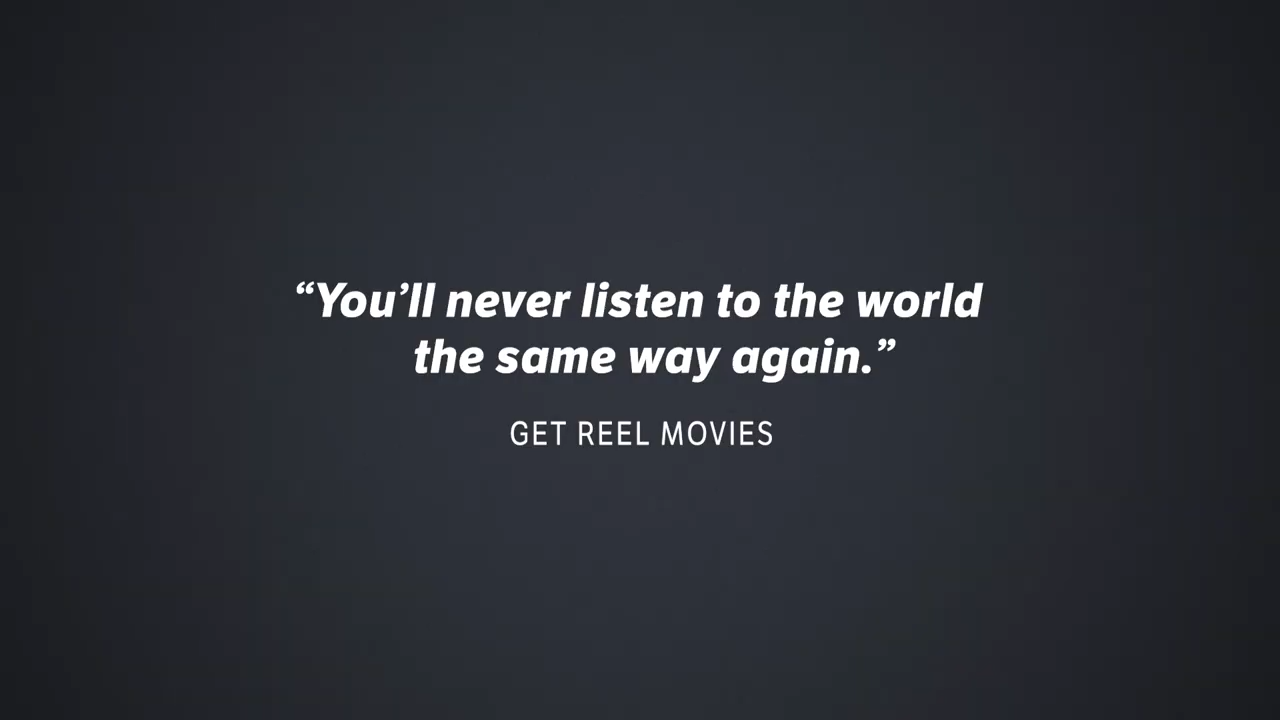 “You’ll never listen to the world
the same way again.”
GET REEL MOVIES